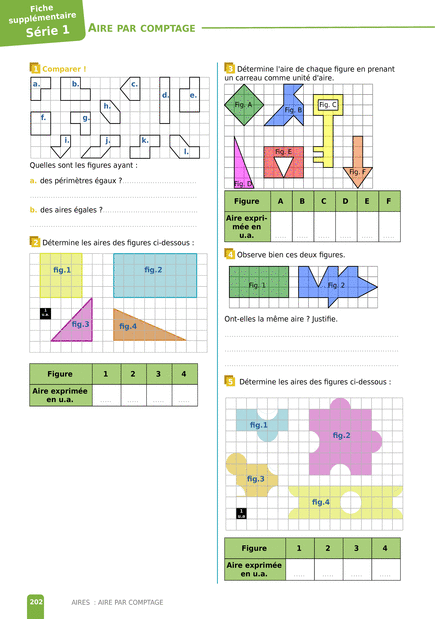 Fiche
supplémentaire
Série 1
AIRE PAR COMPTAGE
1 Comparer !
a. b. c. d. e.
f. g. h.
i. j. k. l.
Quelles sont les figures ayant :
a. des périmètres égaux ?
b. des aires égales ?
2 Détermine les aires des figures ci-dessous :
fig.1 fig.2
1
u.a.
fig.3 fig.4
Figure 1 2 3 4
Aire exprimée
en u.a. ..... ..... ..... .....
3 Détermine l'aire de chaque figure en prenant
un carreau comme unité d'aire.
Fig. A Fig. B Fig. C
Fig. D Fig. E Fig. F
Figure A B C D E F
Aire expri-
mée en
u.a. ..... ..... ..... ..... ..... .....
4 Observe bien ces deux figures.
Fig. 1 Fig. 2
Ont-elles la même aire ? Justifie.
5 Détermine les aires des figures ci-dessous :
fig.1 fig.2
fig.3
fig.4
1
u.a
Figure 1 2 3 4
Aire exprimée
en u.a. ..... ..... ..... .....
202 AIRES : AIRE PAR COMPTAGE